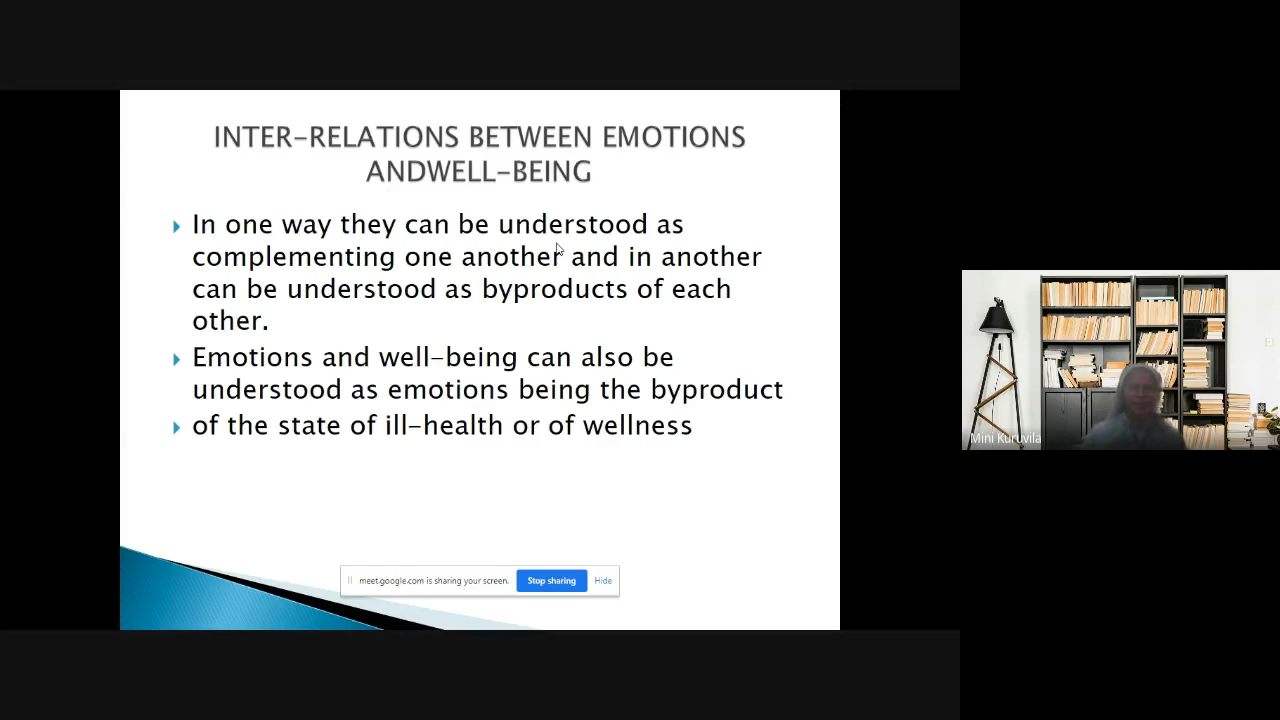 INTER-RELATIONS BETWEEN EMOTIONS
ANDWELL-BEING
In one way they can be understood as
complementing one another and in another
can be understood as byproducts of each
other.
Emotions and well-being can also be
understood as emotions being the byproduct
of the state of ill-health or of wellness
meet.google.com is sharing your screen.
Stop sharing
Hide
Mini Kuruvila